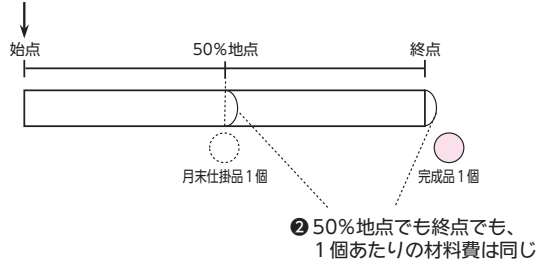 始点 50％地点 終点
月末仕掛品1個 完成品1個
❷50％地点でも終点でも、
1個あたりの材料費は同じ